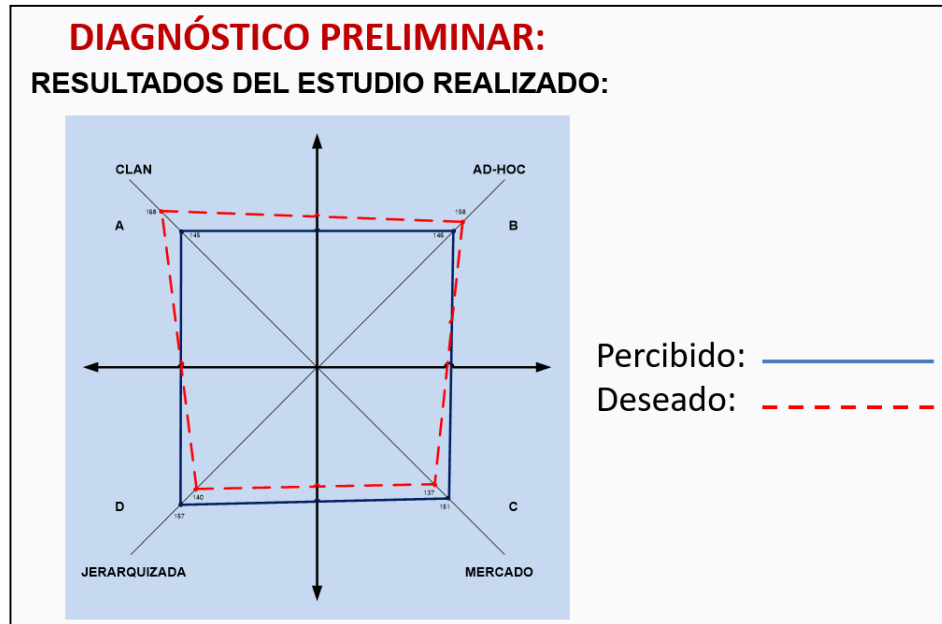 DIAGNÓSTICO PRELIMINAR:
RESULTADOS DEL ESTUDIO REALIZADO:
CLAN
AD-HOC
168
158
A
B
145
146
Percibido:
Deseado:
140
137
D
C
157
151
JERARQUIZADA
MERCADO